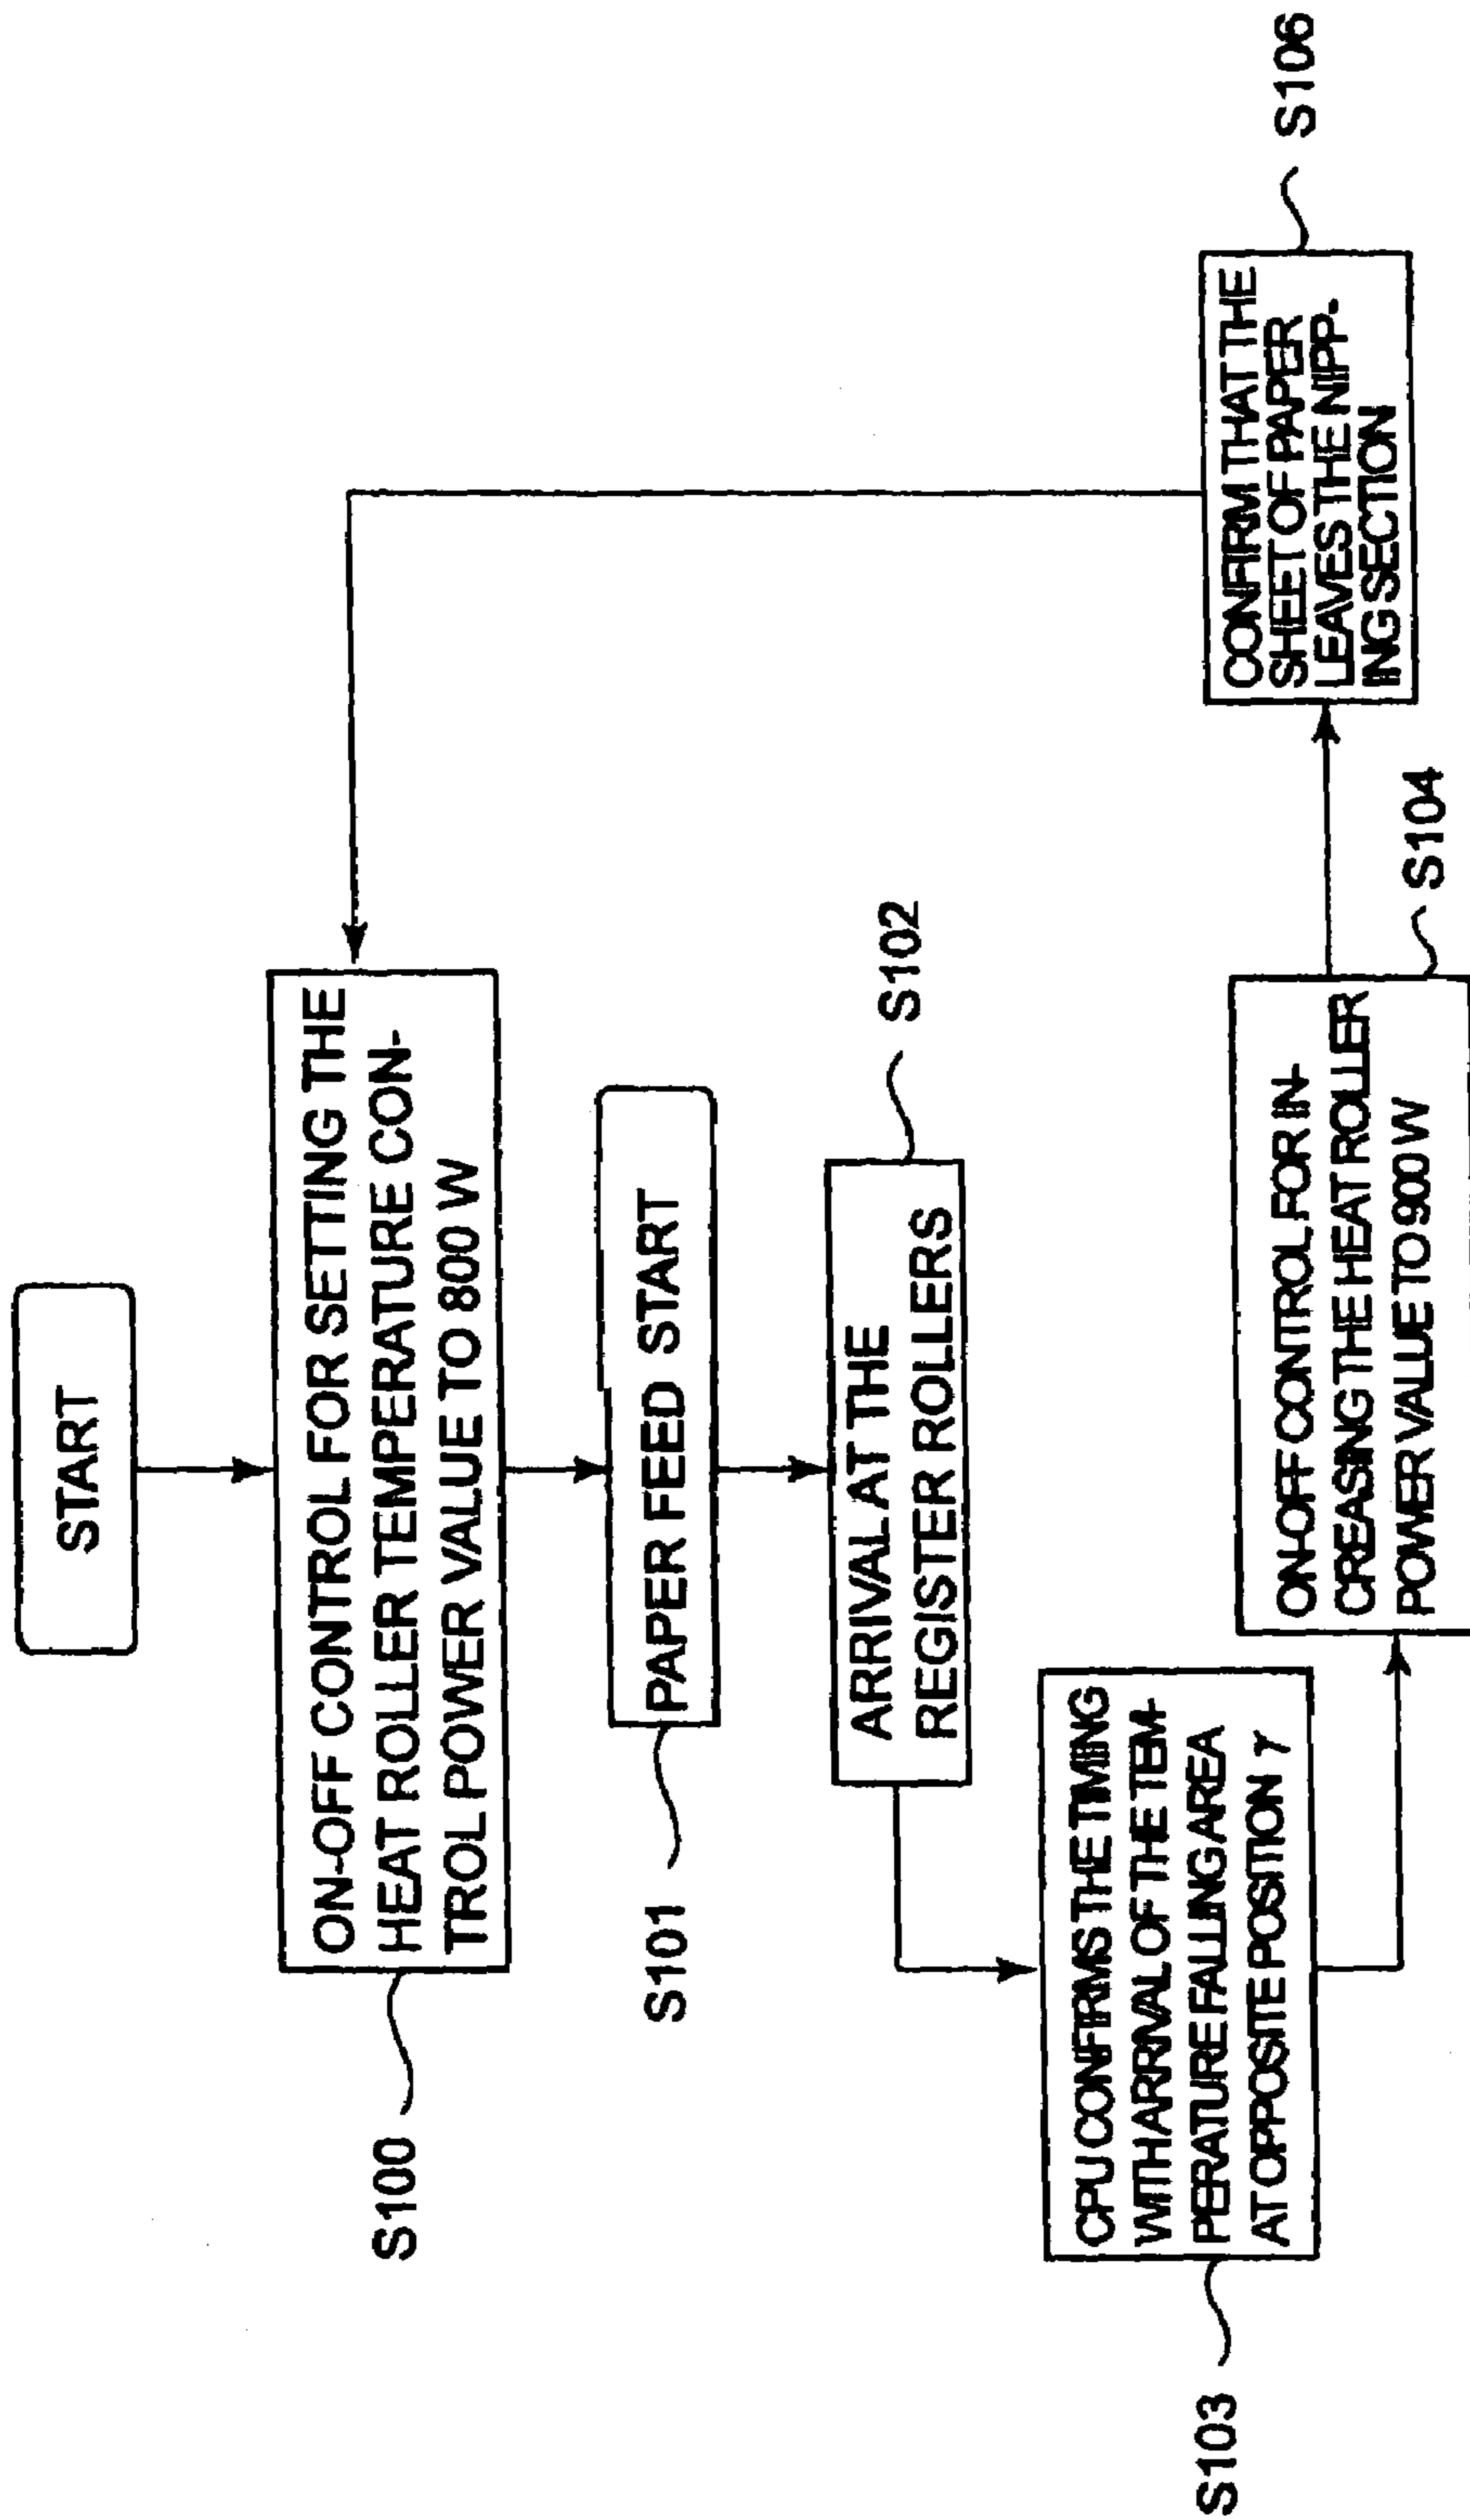 START
ON-OFF CONTROL FOR SETTING THE
HEAT ROLLER TEMPERATURE CON-
TROL POWER VALUE TO 800 W
S100
PAPER FEED START
S101
ARRIVAL AT THE
REGISTER ROLLERS
S102
CPU CONFIRMS THE TIMING
WITH ARRIVAL OF THE TEM-
PERATURE FALLING AREA
AT OPPOSITE POSITION γ
S103
ON-OFF CONTROL FOR IN-
CREASING THE HEAT ROLLER
POWER VALUE TO 900 W
S104
CONFIRM THAT THE
SHEET OF PAPER
LEAVES THE NIPP-
ING SECTION
S106